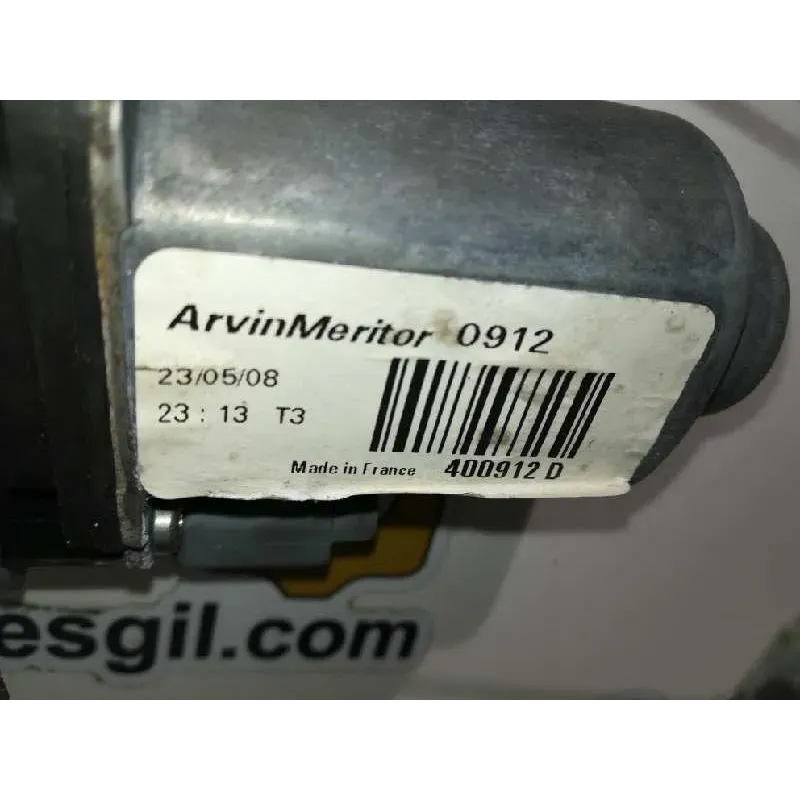 ArvinMeritor 0912
23/05/08
23 : 13 T3
Made in France 400912 D
esgil.com